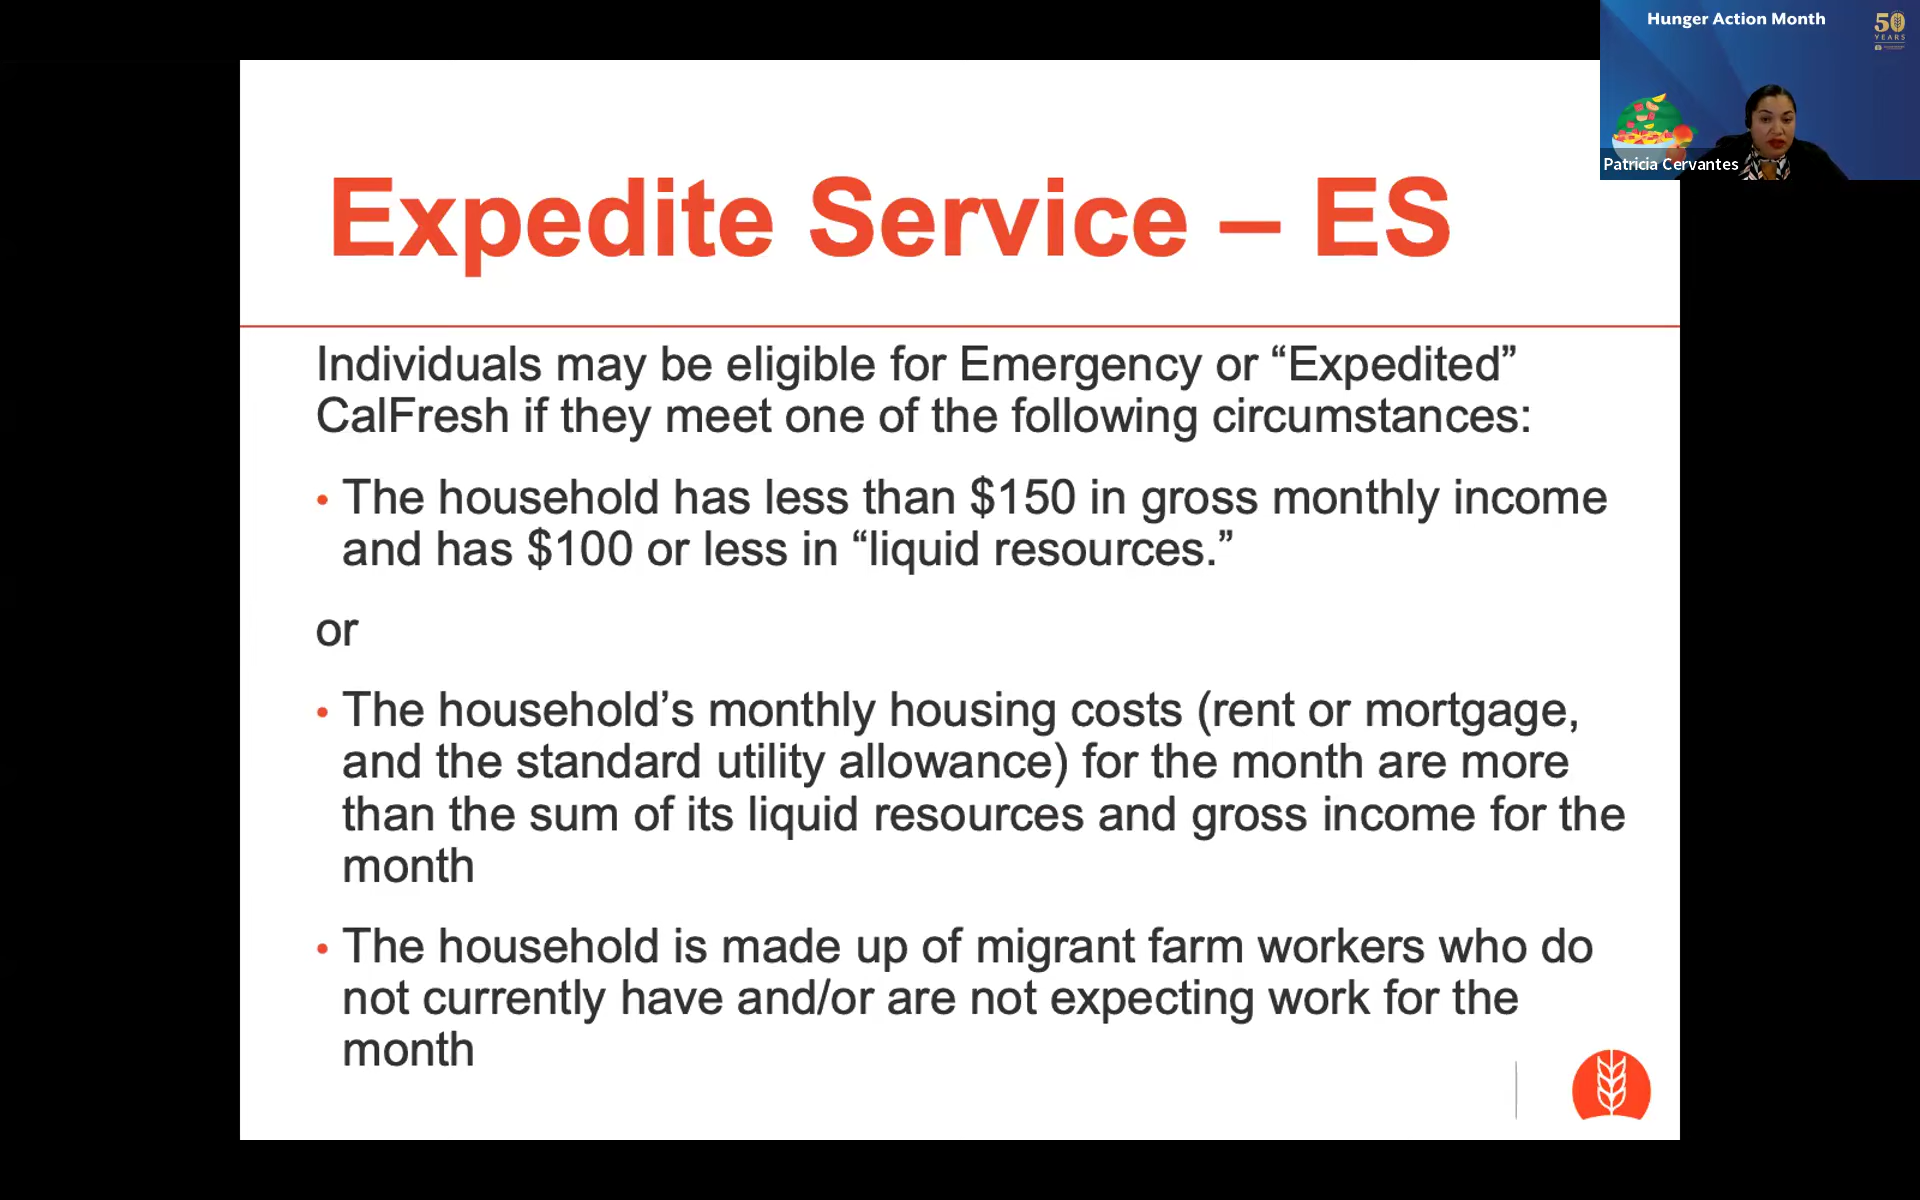 Hunger Action Month
50
YEARS
Patricia Cervantes
Expedite Service – ES
Individuals may be eligible for Emergency or “Expedited”
CalFresh if they meet one of the following circumstances:
• The household has less than $150 in gross monthly income
and has $100 or less in “liquid resources.”
or
• The household’s monthly housing costs (rent or mortgage,
and the standard utility allowance) for the month are more
than the sum of its liquid resources and gross income for the
month
• The household is made up of migrant farm workers who do
not currently have and/or are not expecting work for the
month